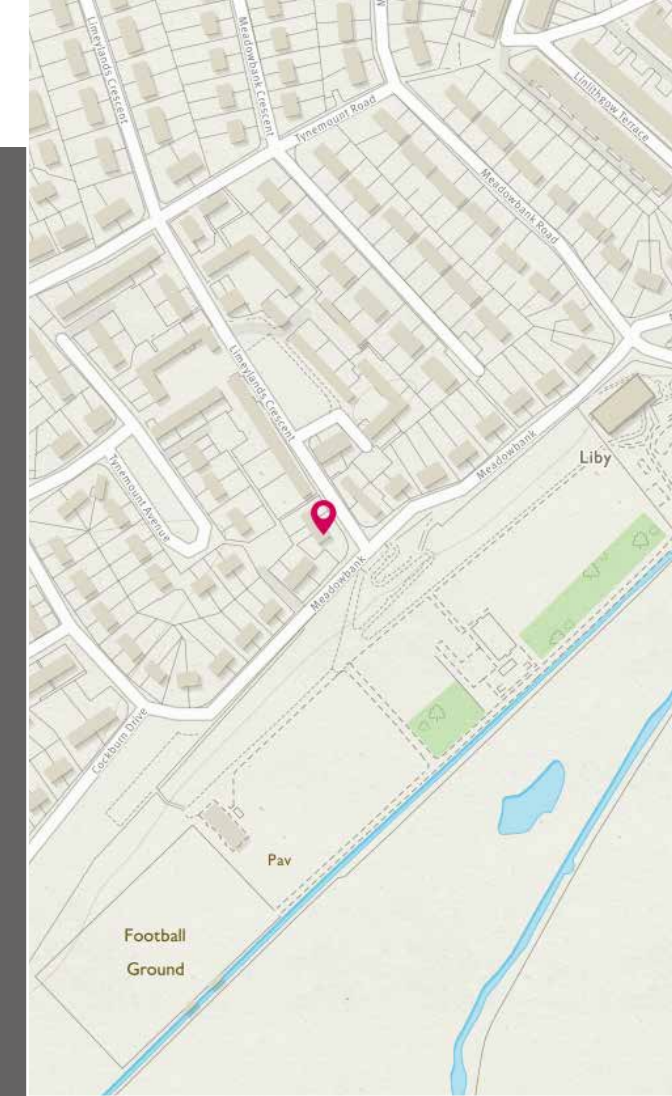 Limeylands Crescent
Meadowbank Crescent
Tynemount Road
Linlithgow Terrace
Meadowbank Road
Limeylands Crescent
Meadowbank
Liby
Tynemount Avenue
Meadowbank
Cockburn Drive
Pav
Football
Ground